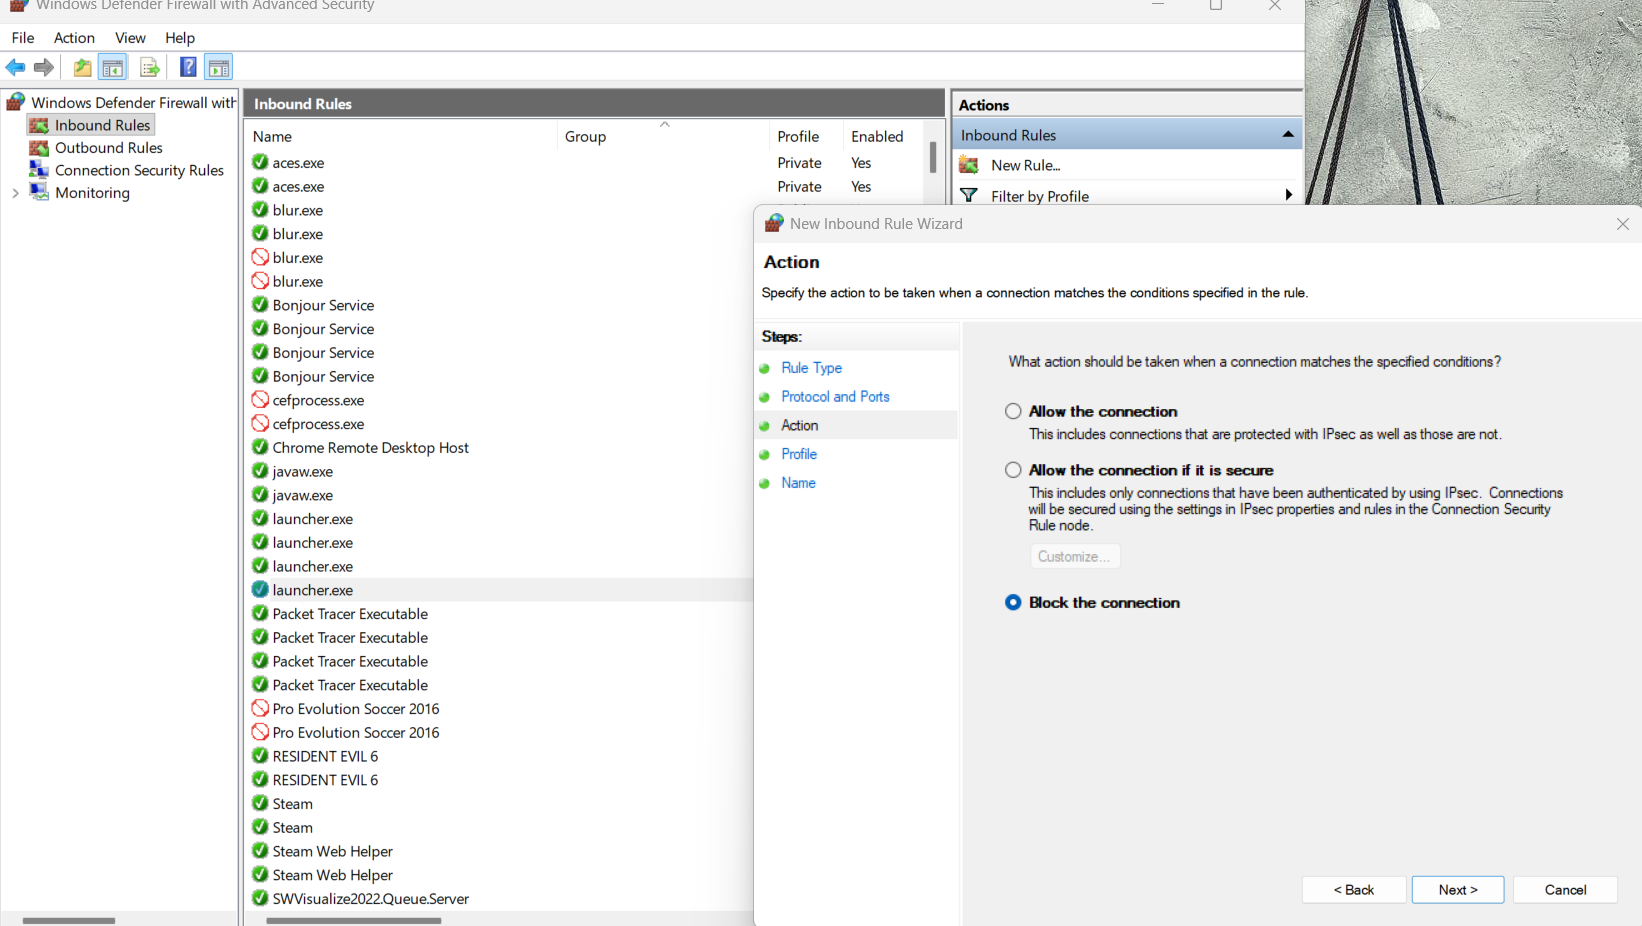 Windows Defender Firewall with Advanced Security
File Action View Help
Windows Defender Firewall with
Inbound Rules
Outbound Rules
Connection Security Rules
Monitoring
Inbound Rules
Name Group Profile Enabled
aces.exe Private Yes
aces.exe Private Yes
blur.exe
blur.exe
blur.exe
blur.exe
Bonjour Service
Bonjour Service
Bonjour Service
Bonjour Service
cefprocess.exe
cefprocess.exe
Chrome Remote Desktop Host
javaw.exe
javaw.exe
launcher.exe
launcher.exe
launcher.exe
launcher.exe
Packet Tracer Executable
Packet Tracer Executable
Packet Tracer Executable
Packet Tracer Executable
Pro Evolution Soccer 2016
Pro Evolution Soccer 2016
RESIDENT EVIL 6
RESIDENT EVIL 6
Steam
Steam
Steam Web Helper
Steam Web Helper
SWVisualize2022.Queue.Server
Actions
Inbound Rules
New Rule...
Filter by Profile
New Inbound Rule Wizard
Action
Specify the action to be taken when a connection matches the conditions specified in the rule.
Steps:
Rule Type
Protocol and Ports
Action
Profile
Name
What action should be taken when a connection matches the specified conditions?
Allow the connection
This includes connections that are protected with IPsec as well as those are not.
Allow the connection if it is secure
This includes only connections that have been authenticated by using IPsec. Connections
will be secured using the settings in IPsec properties and rules in the Connection Security
Rule node.
Customize...
Block the connection
< Back Next > Cancel